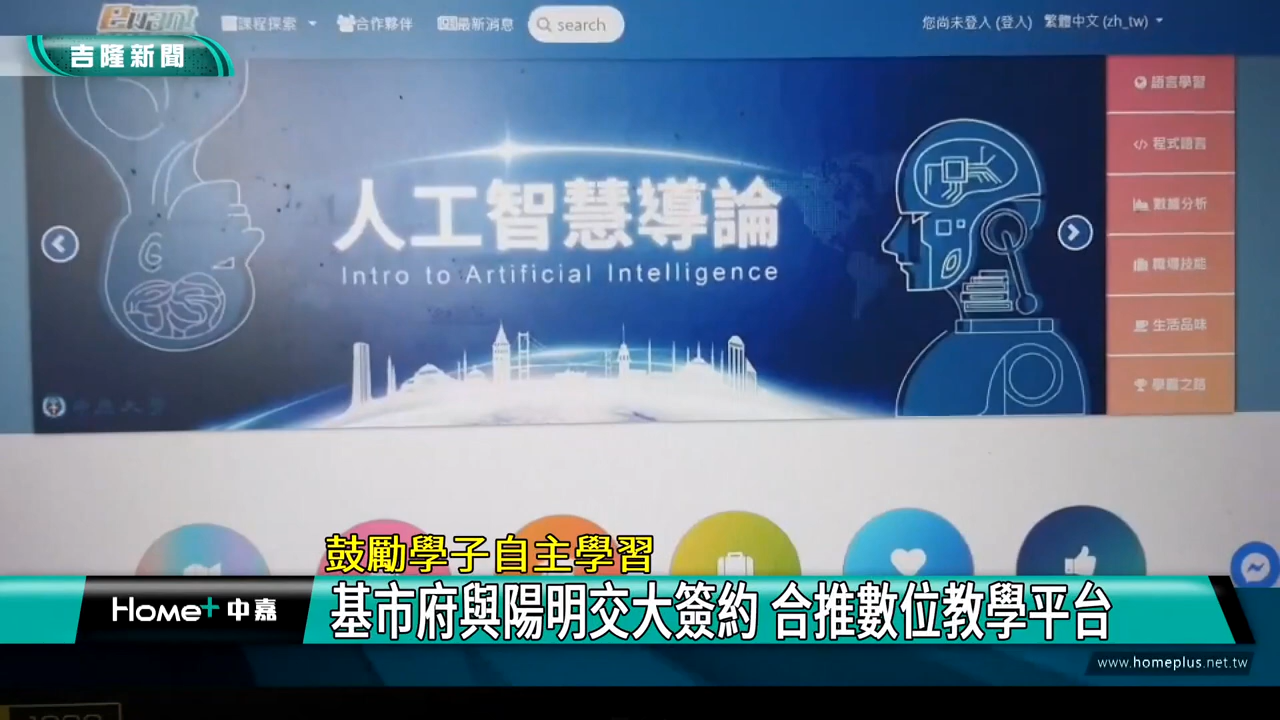 ewant
課程探索
合作夥伴
最新消息
search
您尚未登入 (登入)
繁體中文 (zh_tw)
吉隆新聞
語言學習
</> 程式語言
數據分析
職場技能
生活品味
學霸之路
人工智慧導論
Intro to Artificial Intelligence
鼓勵學子自主學習
Home+中嘉
基市府與陽明交大簽約 合推數位教學平台
www.homeplus.net.tw